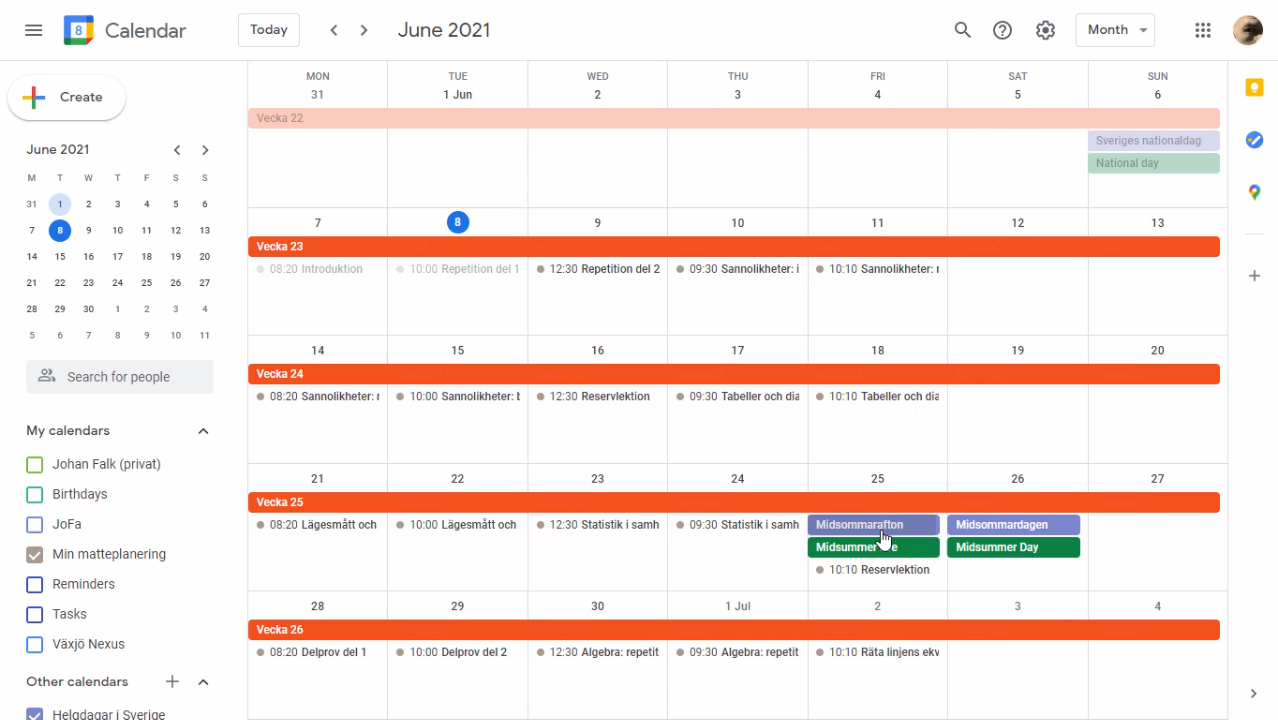 8 Calendar Today June 2021 Month
Create
June 2021
M T W T F S S
31 1 2 3 4 5 6
7 8 9 10 11 12 13
14 15 16 17 18 19 20
21 22 23 24 25 26 27
28 29 30 1 2 3 4
5 6 7 8 9 10 11
Search for people
My calendars
Johan Falk (privat)
Birthdays
JoFa
Min matteplanering
Reminders
Tasks
Växjö Nexus
Other calendars
Helgdagar i Sverige
MON TUE WED THU FRI SAT SUN
31 1 Jun 2 3 4 5 6
Vecka 22
Sveriges nationaldag
National day
7 8 9 10 11 12 13
Vecka 23
08:20 Introduktion 10:00 Repetition del 1 12:30 Repetition del 2 09:30 Sannolikheter: i 10:10 Sannolikheter:
14 15 16 17 18 19 20
Vecka 24
08:20 Sannolikheter: 10:00 Sannolikheter: 12:30 Reservlektion 09:30 Tabeller och dia 10:10 Tabeller och dia
21 22 23 24 25 26 27
Vecka 25
08:20 Lägesmått och 10:00 Lägesmått och 12:30 Statistik i samh 09:30 Statistik i samh Midsommarafton Midsommardagen
Midsummer Midsummer Day
10:10 Reservlektion
28 29 30 1 Jul 2 3 4
Vecka 26
08:20 Delprov del 1 10:00 Delprov del 2 12:30 Algebra: repetit 09:30 Algebra: repetit 10:10 Räta linjens ekv